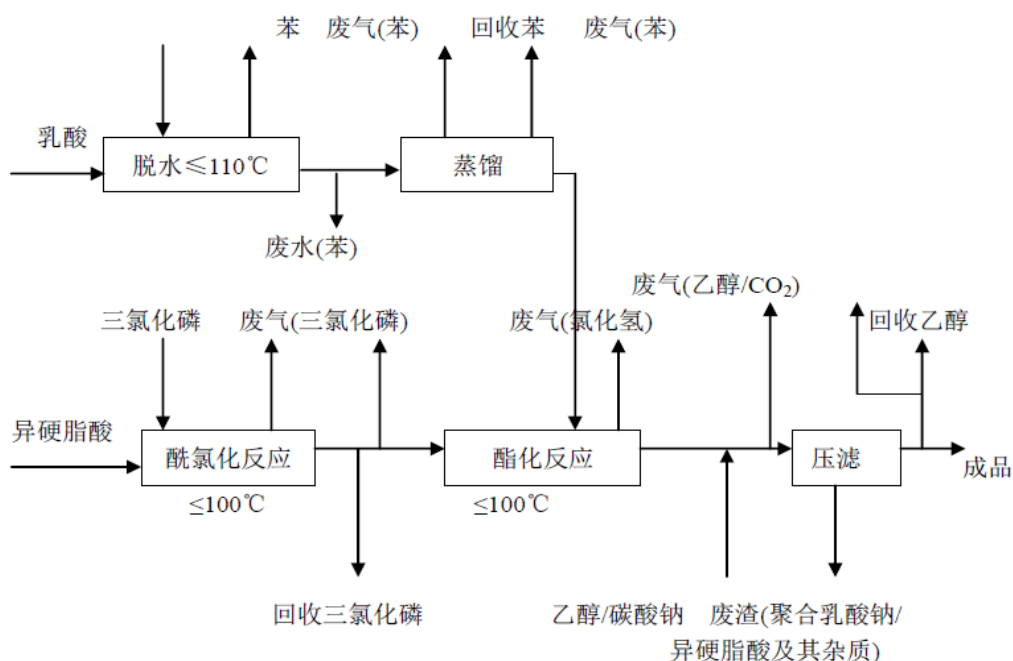 苯 废气(苯) 回收苯 废气(苯)
乳酸
脱水≤110℃
蒸馏
废水(苯)
废气(乙醇/CO₂)
三氯化磷 废气(三氯化磷) 废气(氯化氢) 回收乙醇
异硬脂酸
酰氯化反应
酯化反应
压滤
成品
≤100℃
≤100℃
回收三氯化磷
乙醇/碳酸钠
废渣(聚合乳酸钠/
异硬脂酸及其杂质)